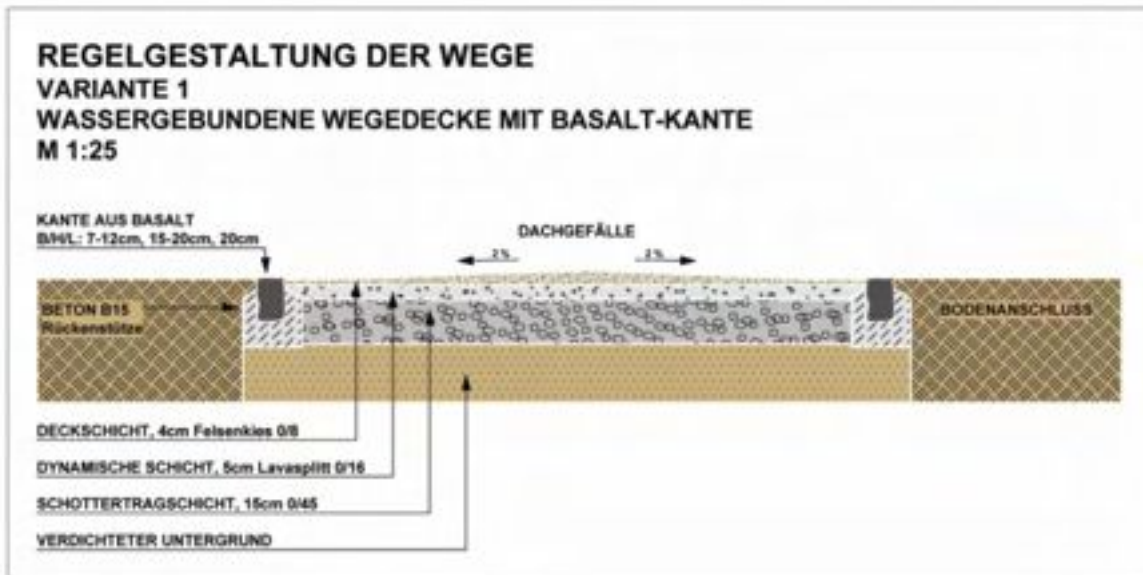 REGELGESTALTUNG DER WEGE
VARIANTE 1
WASSERGEBUNDENE WEGEDECKE MIT BASALT-KANTE
M 1:25
KANTE AUS BASALT
B/H/L: 7-12cm, 15-20cm, 20cm
DACHGEFÄLLE
2 %
2 %
BETON B15
Rückenstütze
BODENANSCHLUSS
DECKSCHICHT, 4cm Felsenkies 0/8
DYNAMISCHE SCHICHT, 5cm Lavasplitt 0/16
SCHOTTERTRAGSCHICHT, 15cm 0/45
VERDICHTETER UNTERGRUND